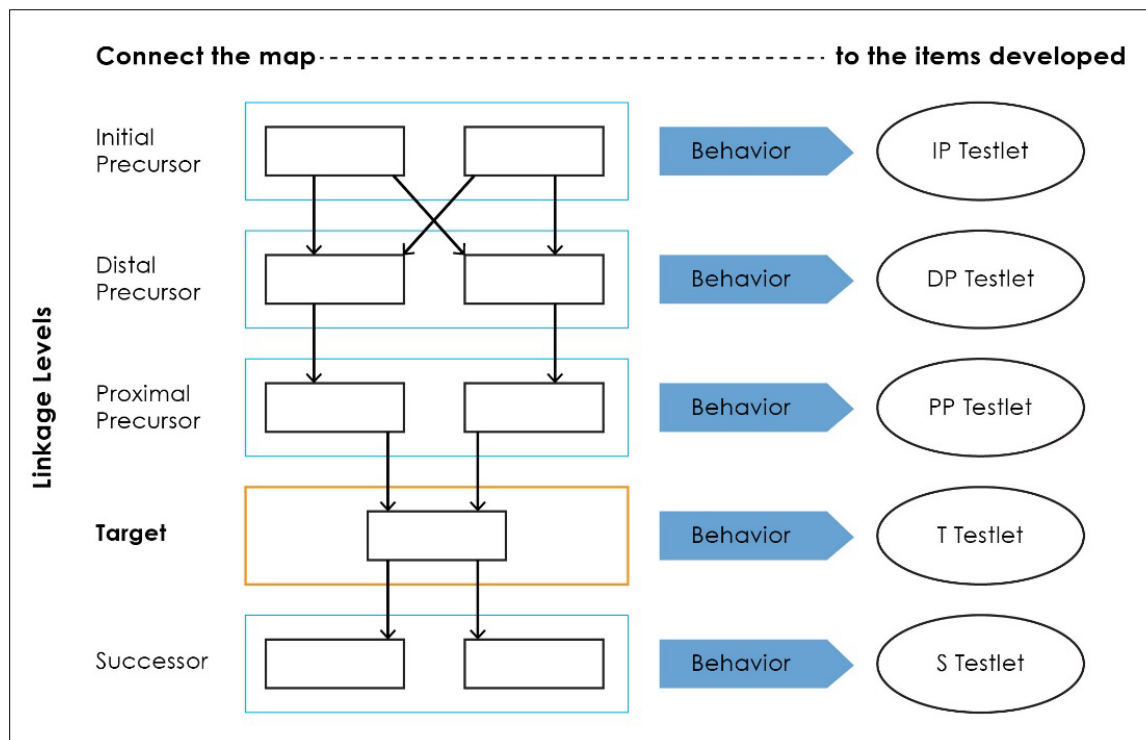 Connect the map to the items developed
Linkage Levels
Initial
Precursor
Behavior
IP Testlet
Distal
Precursor
Behavior
DP Testlet
Proximal
Precursor
Behavior
PP Testlet
Target
Behavior
T Testlet
Successor
Behavior
S Testlet